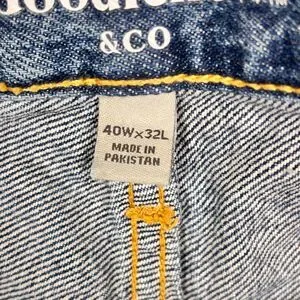 & CO
40W x 32L
MADE IN
PAKISTAN